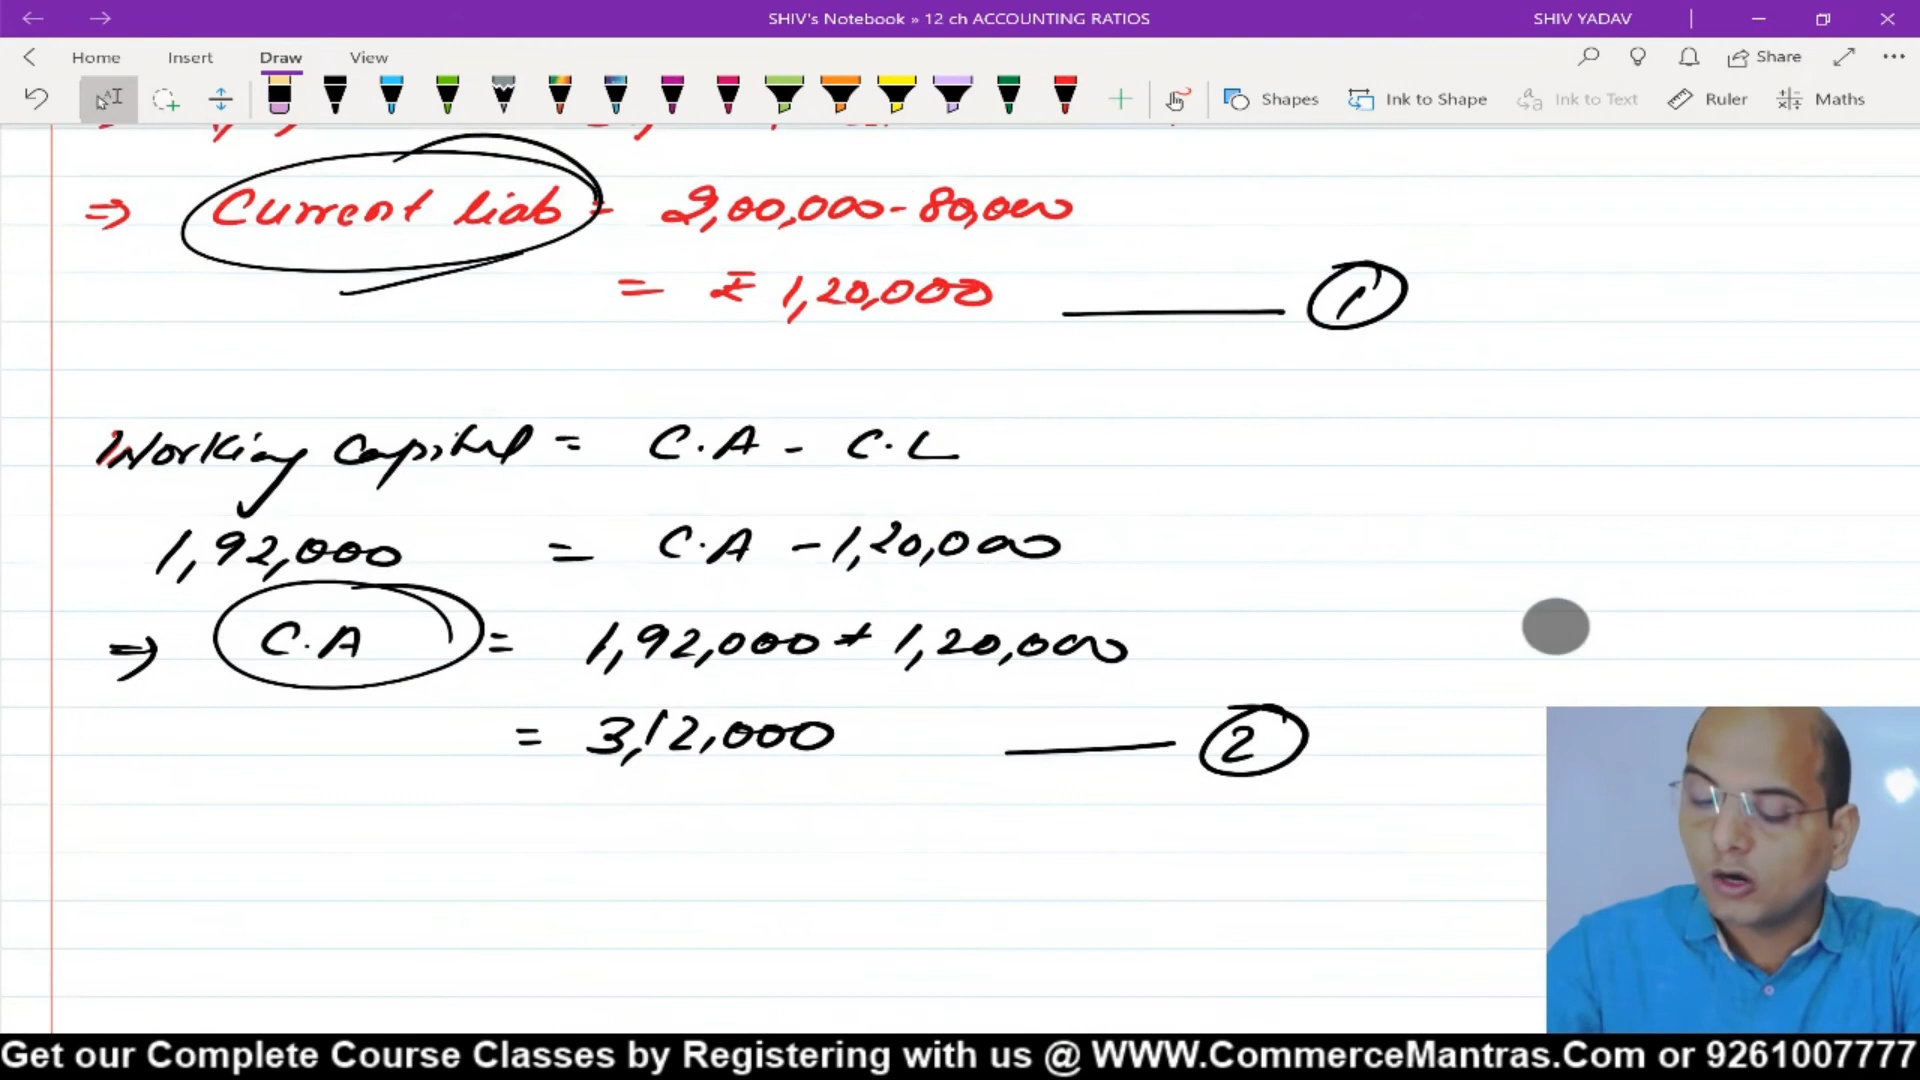 SHIV's Notebook » 12 ch ACCOUNTING RATIOS SHIV YADAV
Home Insert Draw View Share
Shapes Ink to Shape Ink to Text Ruler Maths
⇒ Current liab = 2,00,000 - 80,000
= ₹ 1,20,000 1
Working Capital = C.A - C.L
1,92,000 = C.A - 1,20,000
⇒ C.A = 1,92,000 + 1,20,000
= 3,12,000 2
Get our Complete Course Classes by Registering with us @ WWW.CommerceMantras.Com or 9261007777